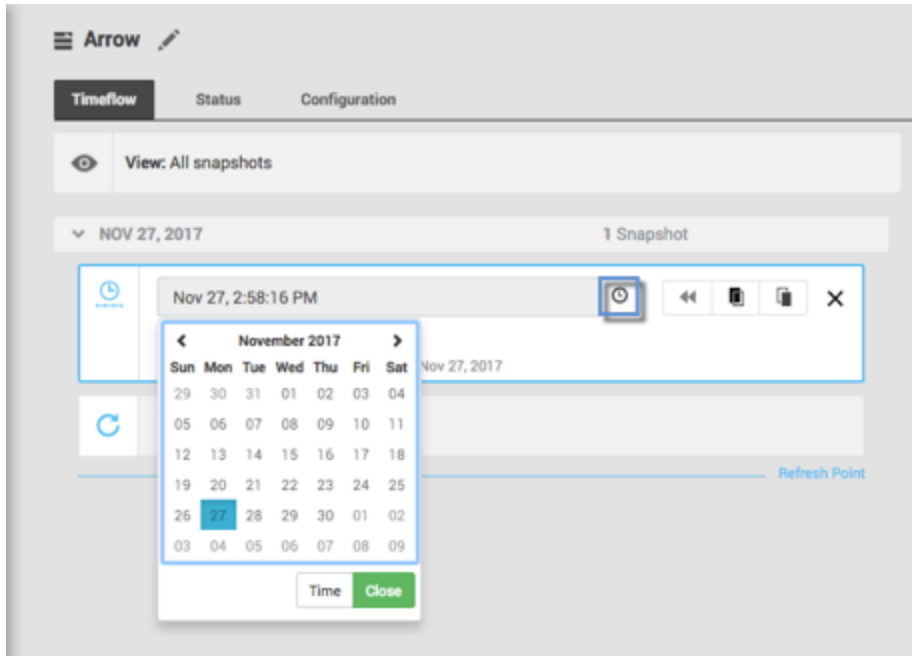 Arrow
Timeflow Status Configuration
View: All snapshots
NOV 27, 2017 1 Snapshot
Nov 27, 2:58:16 PM
November 2017
Sun Mon Tue Wed Thu Fri Sat
Nov 27, 2017
29 30 31 01 02 03 04
05 06 07 08 09 10 11
12 13 14 15 16 17 18
19 20 21 22 23 24 25
Refresh Point
26 27 28 29 30 01 02
03 04 05 06 07 08 09
Time Close